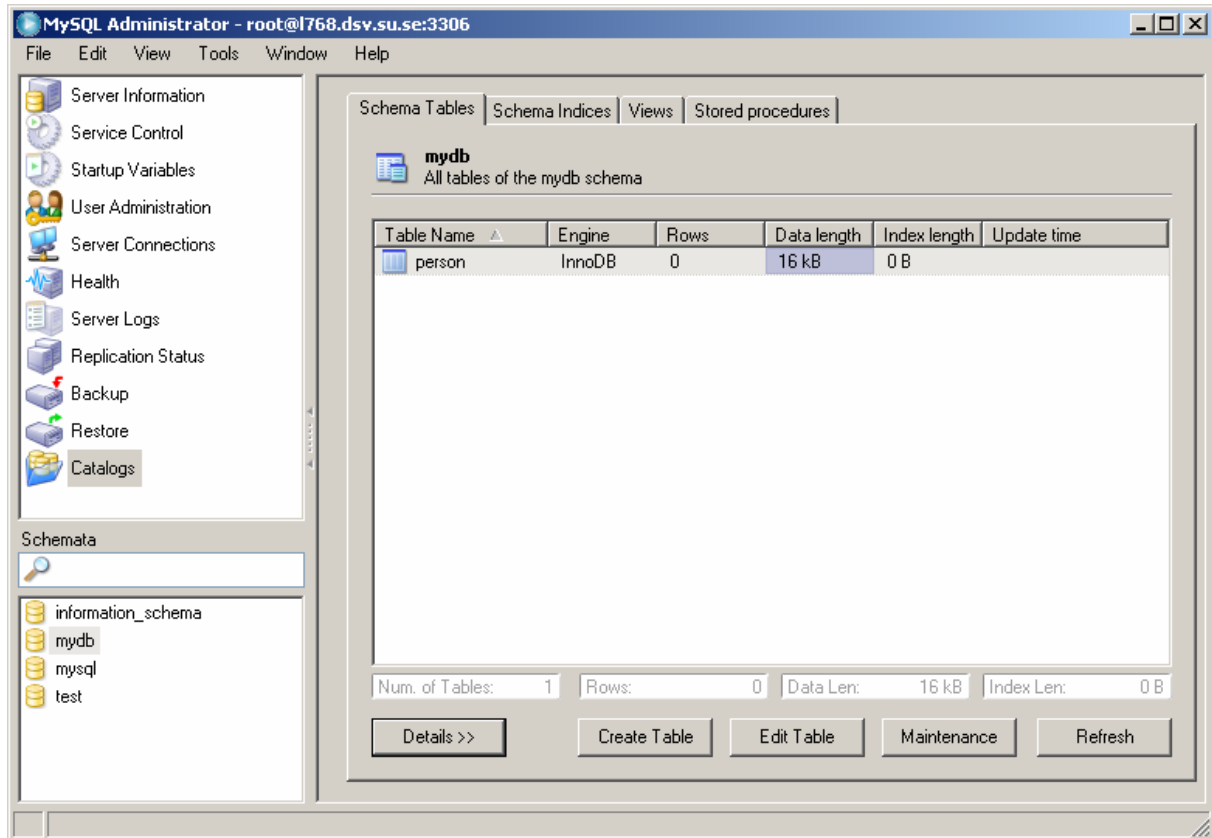 MySQL Administrator - root@l768.dsv.su.se:3306
File Edit View Tools Window Help
Server Information
Service Control
Startup Variables
User Administration
Server Connections
Health
Server Logs
Replication Status
Backup
Restore
Catalogs
Schemata
information_schema
mydb
mysql
test
Schema Tables Schema Indices Views Stored procedures
mydb
All tables of the mydb schema
Table Name Engine Rows Data length Index length Update time
person InnoDB 0 16 kB 0 B
Num. of Tables: 1 Rows: 0 Data Len: 16 kB Index Len: 0 B
Details >> Create Table Edit Table Maintenance Refresh